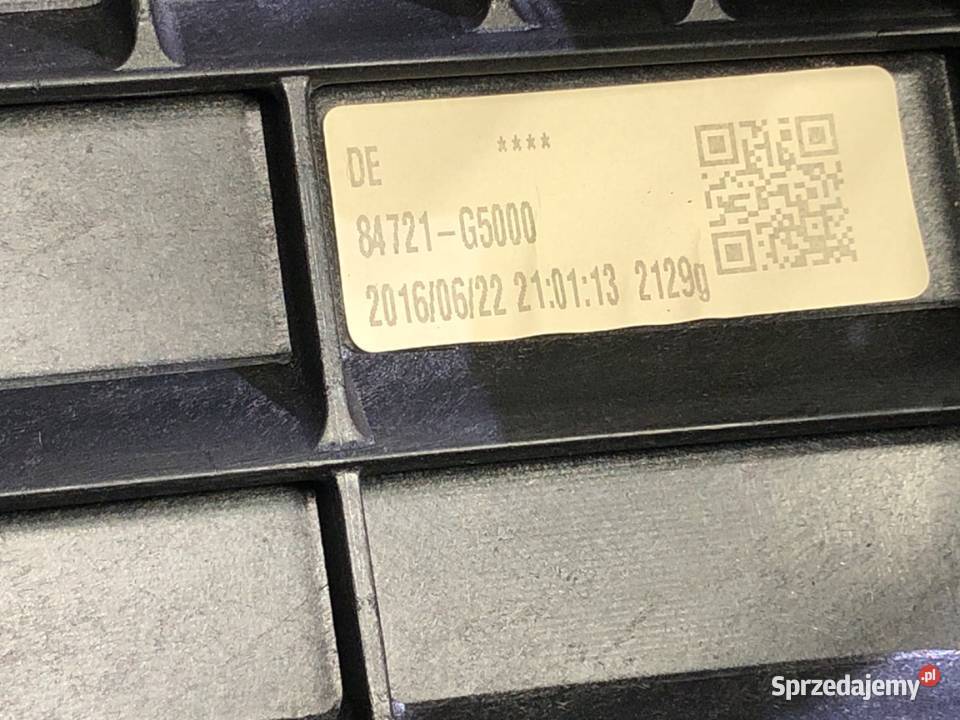 DE ****
84721-G5000
2016/06/22 21:01:13 2129g
Sprzedajemy.pl